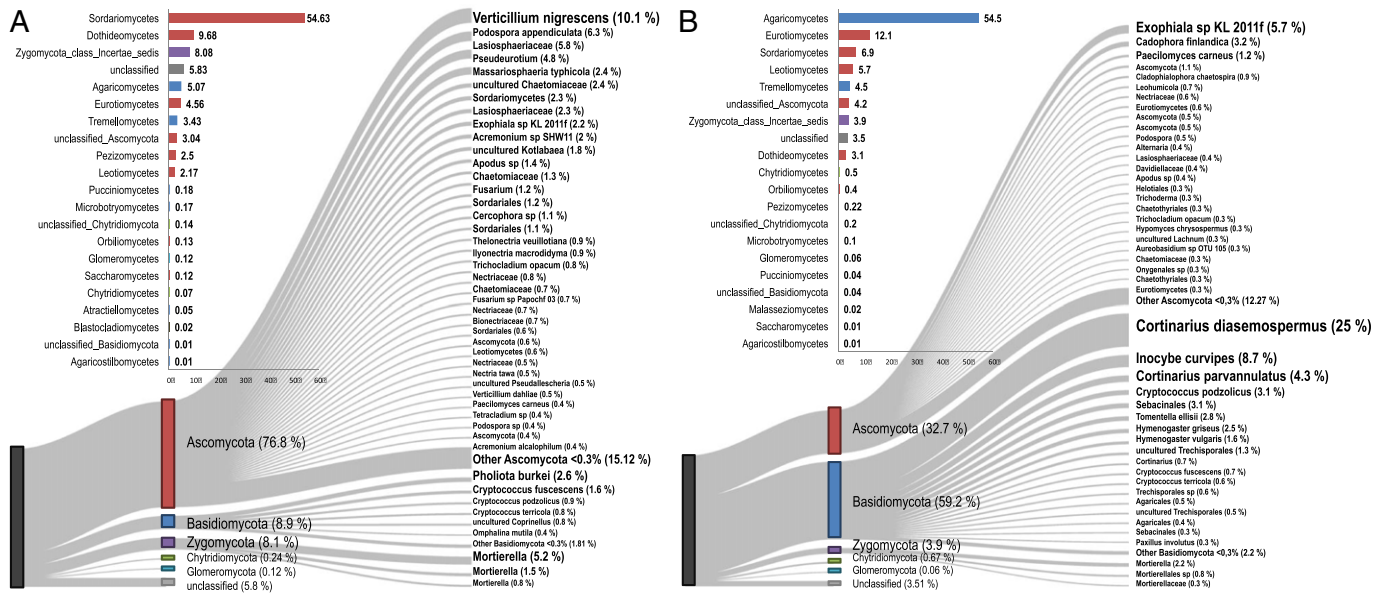 A
Sordariomycetes 54.63
Dothideomycetes 9.68
Zygomycota_class_Incertae_sedis 8.08
unclassified 5.83
Agaricomycetes 5.07
Eurotiomycetes 4.56
Tremellomycetes 3.43
unclassified_Ascomycota 3.04
Pezizomycetes 2.5
Leotiomycetes 2.17
Pucciniomycetes 0.18
Microbotryomycetes 0.17
unclassified_Chytridiomycota 0.14
Orbiliomycetes 0.13
Glomeromycetes 0.12
Saccharomycetes 0.12
Chytridiomycetes 0.07
Atractiellomycetes 0.05
Blastocladiomycetes 0.02
unclassified_Basidiomycota 0.01
Agaricostilbomycetes 0.01
Ascomycota (76.8 %)
Basidiomycota (8.9 %)
Zygomycota (8.1 %)
Chytridiomycota (0.24 %)
Glomeromycota (0.12 %)
unclassified (5.8 %)
Verticillium nigrescens (10.1 %)
Podospora appendiculata (6.3 %)
Lasiosphaeriaceae (5.8 %)
Pseudeurotium (4.8 %)
Massariosphaeria typhicola (2.4 %)
uncultured Chaetomiaceae (2.4 %)
Sordariomycetes (2.3 %)
Lasiosphaeriaceae (2.3 %)
Exophiala sp KL 2011f (2.2 %)
Acremonium sp SHW11 (2 %)
uncultured Kotlabaea (1.8 %)
Apodus sp (1.4 %)
Chaetomiaceae (1.3 %)
Fusarium (1.2 %)
Sordariales (1.2 %)
Cercophora sp (1.1 %)
Sordariales (1.1 %)
Thelonectria veuillotiana (0.9 %)
Ilyonectria macrodidyma (0.9 %)
Trichocladium opacum (0.8 %)
Nectriaceae (0.8 %)
Chaetomiaceae (0.7 %)
Fusarium sp Papochf 03 (0.7 %)
Nectriaceae (0.7 %)
Bionectriaceae (0.7 %)
Sordariales (0.6 %)
Ascomycota (0.6 %)
Leotiomycetes (0.6 %)
Nectriaceae (0.5 %)
Nectria tawa (0.5 %)
uncultured Pseudallescheria (0.5 %)
Verticillium dahliae (0.5 %)
Paecilomyces carneus (0.4 %)
Tetracladium sp (0.4 %)
Podospora sp (0.4 %)
Ascomycota (0.4 %)
Acremonium alcalophilum (0.4 %)
Other Ascomycota <0.3% (15.12 %)
Pholiota burkei (2.6 %)
Cryptococcus fuscescens (1.6 %)
Cryptococcus podzolicus (0.9 %)
Cryptococcus terricola (0.8 %)
uncultured Coprinellus (0.8 %)
Omphalina mutila (0.4 %)
Other Basidiomycota <0.3% (1.81 %)
Mortierella (5.2 %)
Mortierella (1.5 %)
Mortierella (0.8 %)
B
Agaricomycetes 54.5
Eurotiomycetes 12.1
Sordariomycetes 6.9
Leotiomycetes 5.7
Tremellomycetes 4.5
unclassified_Ascomycota 4.2
Zygomycota_class_Incertae_sedis 3.9
unclassified 3.5
Dothideomycetes 3.1
Chytridiomycetes 0.5
Orbiliomycetes 0.4
Pezizomycetes 0.22
unclassified_Chytridiomycota 0.2
Microbotryomycetes 0.1
Glomeromycetes 0.06
Pucciniomycetes 0.04
unclassified_Basidiomycota 0.04
Malasseziomycetes 0.02
Saccharomycetes 0.01
Agaricostilbomycetes 0.01
Ascomycota (32.7 %)
Basidiomycota (59.2 %)
Zygomycota (3.9 %)
Chytridiomycota (0.67 %)
Glomeromycota (0.06 %)
Unclassified (3.51 %)
Exophiala sp KL 2011f (5.7 %)
Cadophora finlandica (3.2 %)
Paecilomyces carneus (1.2 %)
Ascomycota (1.1 %)
Cladophialophora chaetospira (0.9 %)
Leohumicola (0.7 %)
Nectriaceae (0.6 %)
Eurotiomycetes (0.6 %)
Ascomycota (0.5 %)
Ascomycota (0.5 %)
Podospora (0.5 %)
Alternaria (0.4 %)
Lasiosphaeriaceae (0.4 %)
Davidiellaceae (0.4 %)
Apodus sp (0.4 %)
Helotiales (0.3 %)
Trichoderma (0.3 %)
Chaetothyriales (0.3 %)
Trichocladium opacum (0.3 %)
Hypomyces chrysospermus (0.3 %)
uncultured Lachnum (0.3 %)
Aureobasidium sp OTU 105 (0.3 %)
Chaetomiaceae (0.3 %)
Onygenales sp (0.3 %)
Chaetothyriales (0.3 %)
Eurotiomycetes (0.3 %)
Other Ascomycota <0,3% (12.27 %)
Cortinarius diasemospermus (25 %)
Inocybe curvipes (8.7 %)
Cortinarius parvannulatus (4.3 %)
Cryptococcus podzolicus (3.1 %)
Sebacinales (3.1 %)
Tomentella ellisii (2.8 %)
Hymenogaster griseus (2.5 %)
Hymenogaster vulgaris (1.6 %)
uncultured Trechisporales (1.3 %)
Cortinarius (0.7 %)
Cryptococcus fuscescens (0.7 %)
Cryptococcus terricola (0.6 %)
Trechisporales sp (0.6 %)
Agaricales (0.5 %)
uncultured Trechisporales (0.5 %)
Agaricales (0.4 %)
Sebacinales (0.3 %)
Paxillus involutus (0.3 %)
Other Basidiomycota <0,3% (2.2 %)
Mortierella (2.2 %)
Mortierellales sp (0.8 %)
Mortierellaceae (0.3 %)